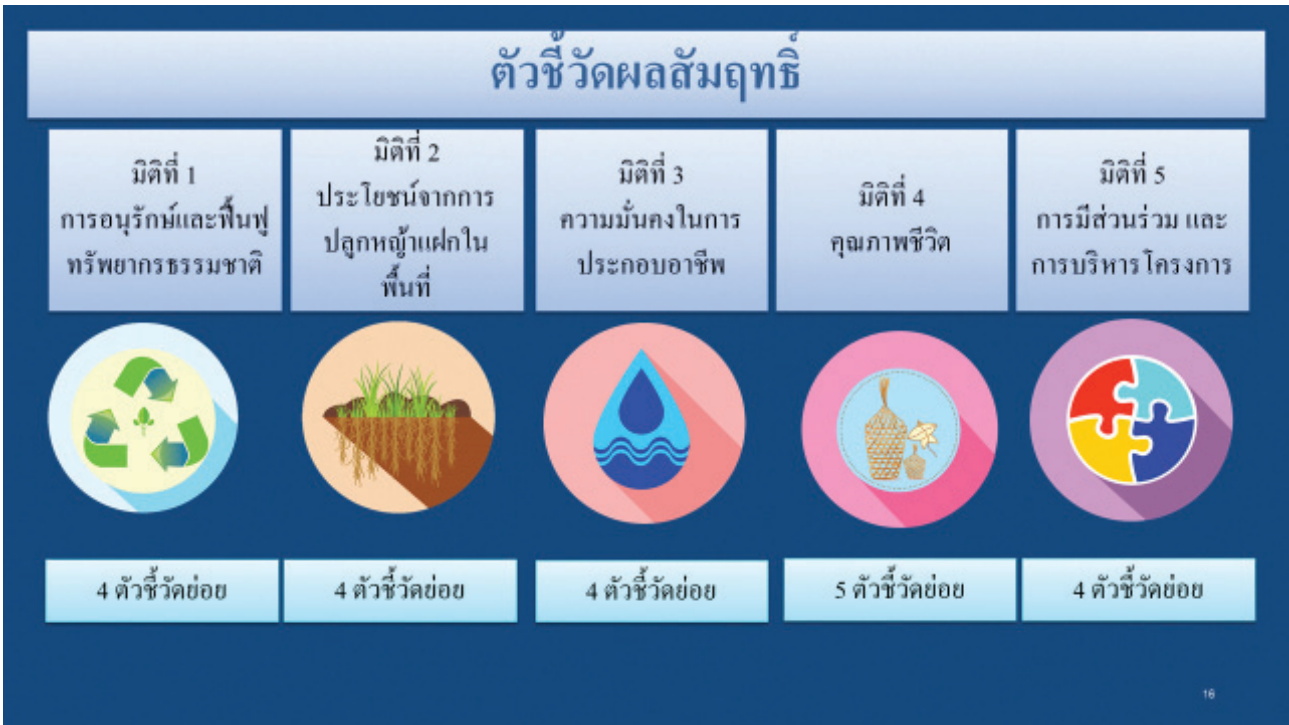 ตัวชี้วัดผลสัมฤทธิ์
มิติที่ 1
การอนุรักษ์และฟื้นฟู
ทรัพยากรธรรมชาติ
มิติที่ 2
ประโยชน์จากการ
ปลูกหญ้าแฝกใน
พื้นที่
มิติที่ 3
ความมั่นคงในการ
ประกอบอาชีพ
มิติที่ 4
คุณภาพชีวิต
มิติที่ 5
การมีส่วนร่วม และ
การบริหารโครงการ
4 ตัวชี้วัดย่อย
4 ตัวชี้วัดย่อย
4 ตัวชี้วัดย่อย
5 ตัวชี้วัดย่อย
4 ตัวชี้วัดย่อย
16